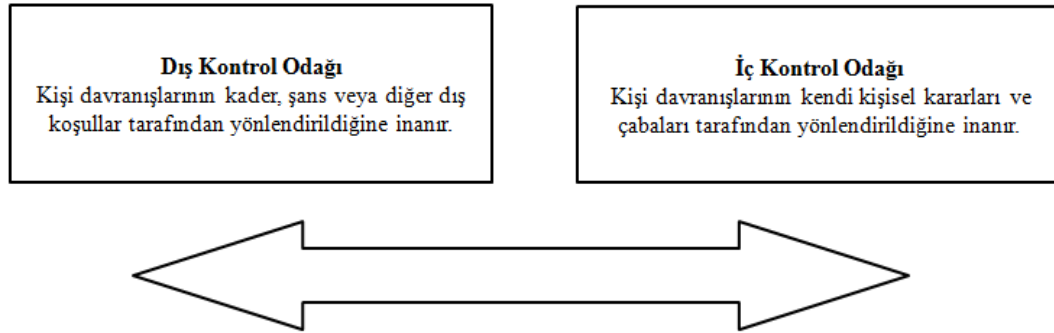 Dış Kontrol Odağı
Kişi davranışlarının kader, şans veya diğer dış
koşullar tarafından yönlendirildiğine inanır.
İç Kontrol Odağı
Kişi davranışlarının kendi kişisel kararları ve
çabaları tarafından yönlendirildiğine inanır.